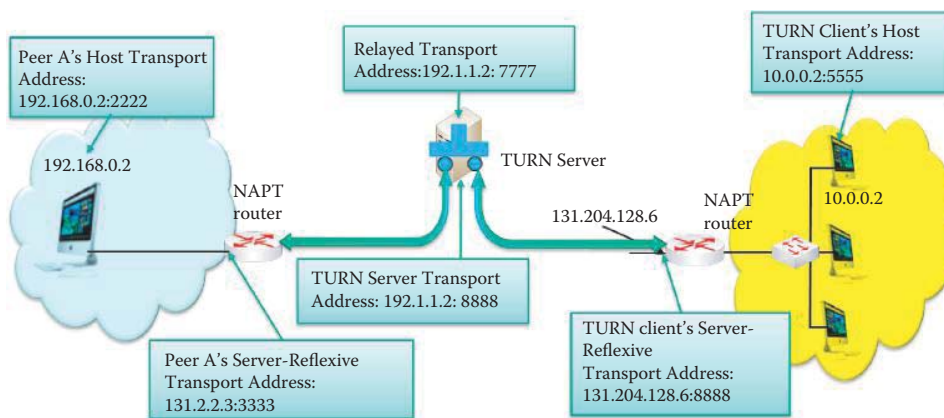 Peer A's Host Transport
Address:
192.168.0.2:2222
Relayed Transport
Address:192.1.1.2: 7777
TURN Client's Host
Transport Address:
10.0.0.2:5555
192.168.0.2
NAPT
router
TURN Server
131.204.128.6
NAPT
router
10.0.0.2
TURN Server Transport
Address: 192.1.1.2: 8888
Peer A's Server-Reflexive
Transport Address:
131.2.2.3:3333
TURN client's Server-
Reflexive
Transport Address:
131.204.128.6:8888